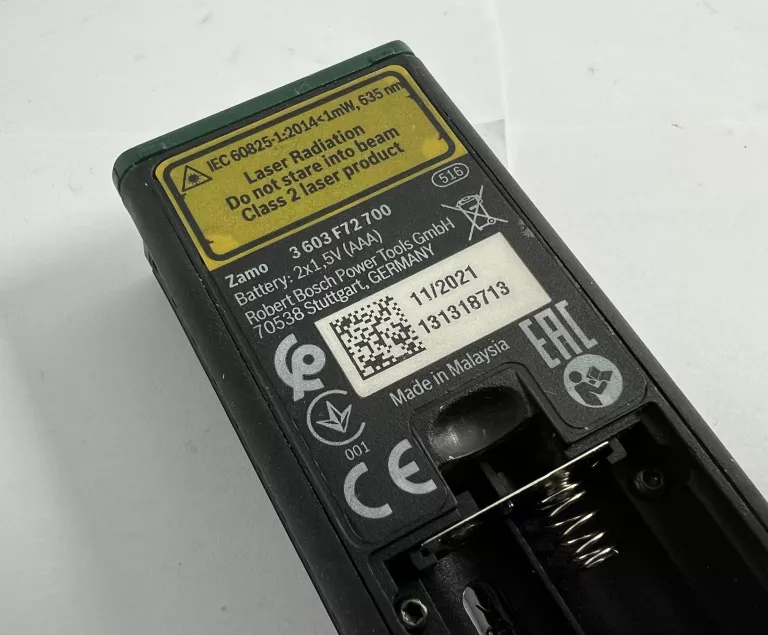 IEC 60825-1:2014<1mW, 635 nm
Laser Radiation
Do not stare into beam
Class 2 laser product
516
Zamo 3 603 F72 700
Battery: 2x1,5V (AAA)
Robert Bosch Power Tools GmbH
70538 Stuttgart, GERMANY
11/2021
131318713
Made in Malaysia
EAC
001
CE